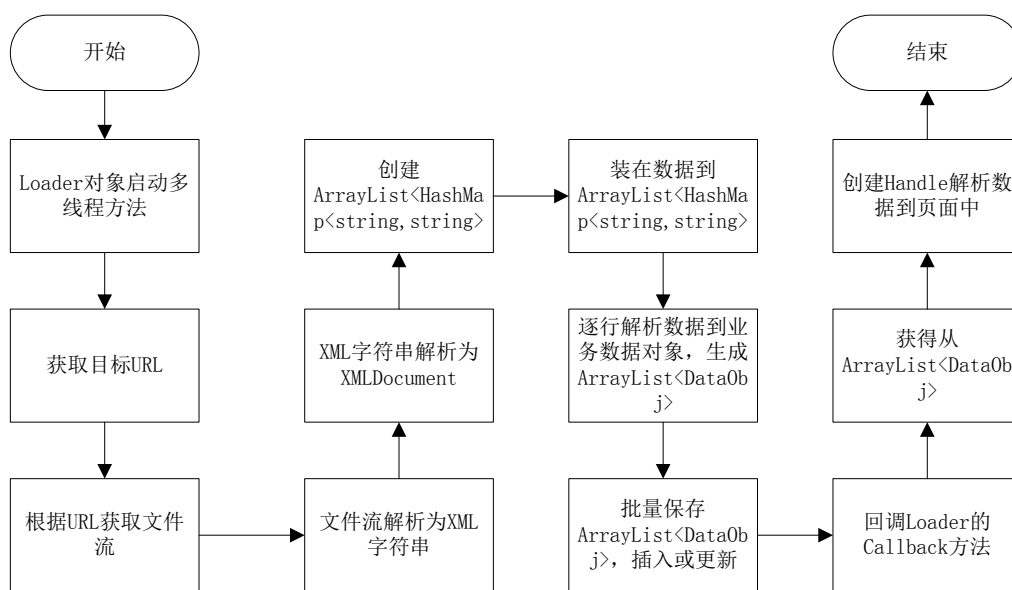 开始
Loader对象启动多
线程方法
获取目标URL
根据URL获取文件
流
文件流解析为XML
字符串
XML字符串解析为
XMLDocument
创建
ArrayList<HashMa
p<string,string>
装在数据到
ArrayList<HashMa
p<string,string>
逐行解析数据到业
务数据对象，生成
ArrayList<DataOb
j>
批量保存
ArrayList<DataOb
j>，插入或更新
回调Loader的
Callback方法
获得从
ArrayList<DataOb
j>
创建Handle解析数
据到页面中
结束